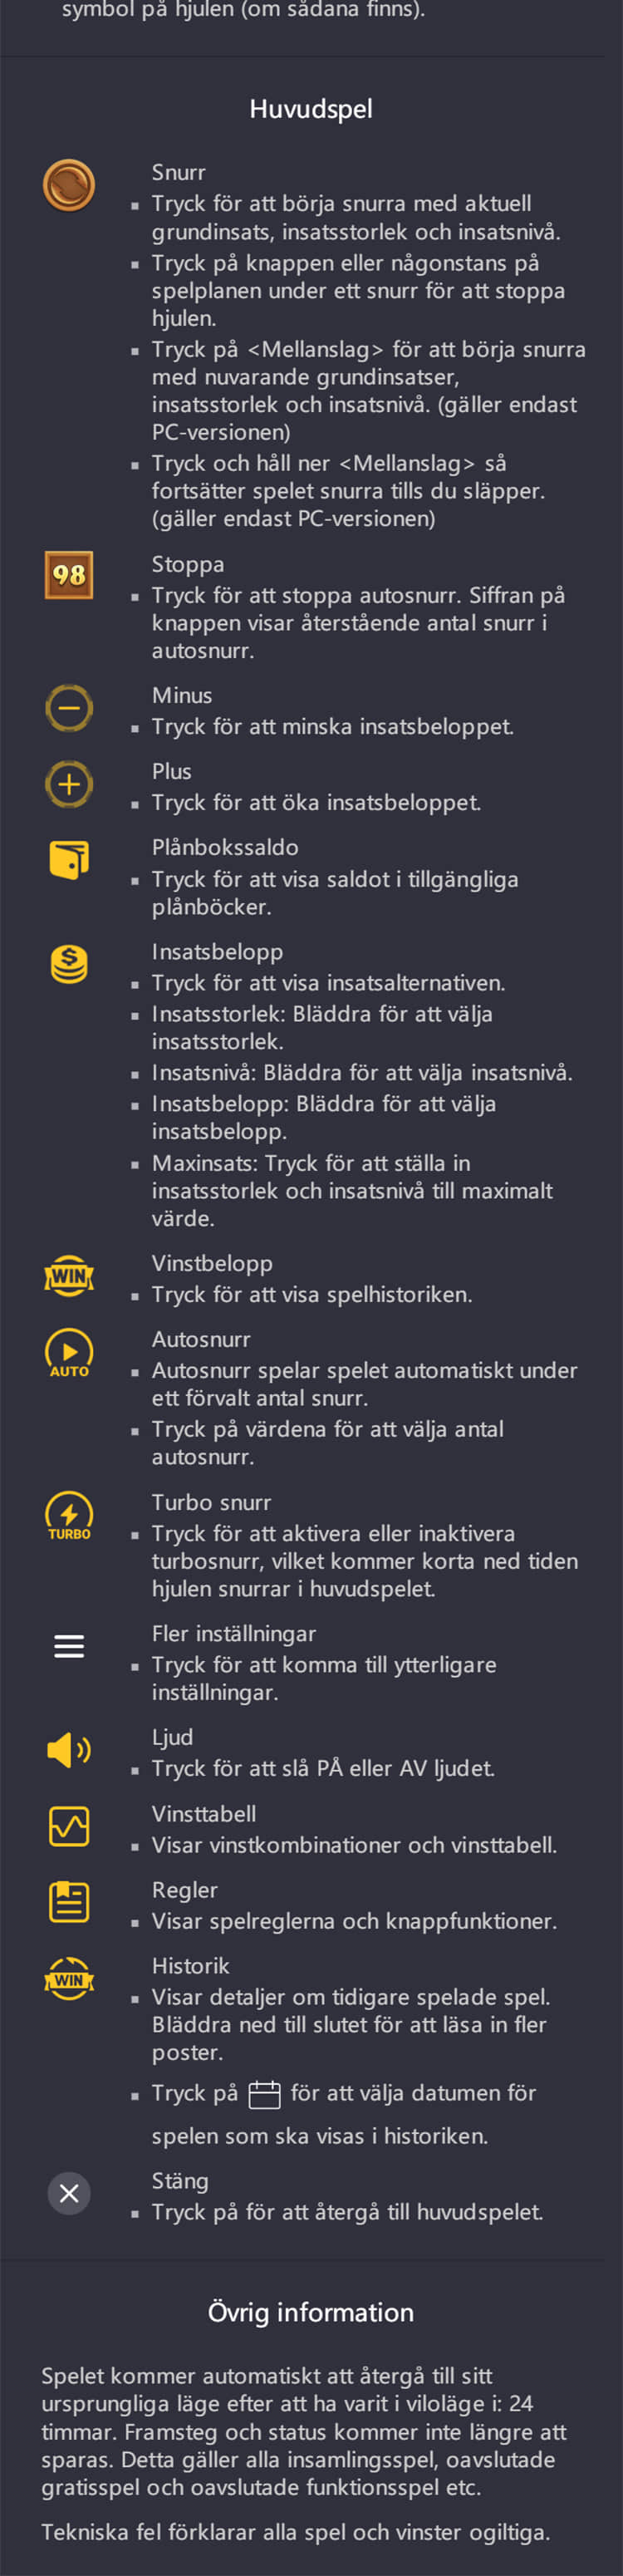 symbol på hjulen (om sådana finns).
Huvudspel
Snurr
▪ Tryck för att börja snurra med aktuell
grundinsats, insatsstorlek och insatsnivå.
▪ Tryck på knappen eller någonstans på
spelplanen under ett snurr för att stoppa
hjulen.
▪ Tryck på <Mellanslag> för att börja snurra
med nuvarande grundinsatser,
insatsstorlek och insatsnivå. (gäller endast
PC-versionen)
▪ Tryck och håll ner <Mellanslag> så
fortsätter spelet snurra tills du släpper.
(gäller endast PC-versionen)
98
Stoppa
▪ Tryck för att stoppa autosnurr. Siffran på
knappen visar återstående antal snurr i
autosnurr.
Minus
▪ Tryck för att minska insatsbeloppet.
Plus
▪ Tryck för att öka insatsbeloppet.
Plånbokssaldo
▪ Tryck för att visa saldot i tillgängliga
plånböcker.
Insatsbelopp
▪ Tryck för att visa insatsalternativen.
▪ Insatsstorlek: Bläddra för att välja
insatsstorlek.
▪ Insatsnivå: Bläddra för att välja insatsnivå.
▪ Insatsbelopp: Bläddra för att välja
insatsbelopp.
▪ Maxinsats: Tryck för att ställa in
insatsstorlek och insatsnivå till maximalt
värde.
WIN
Vinstbelopp
▪ Tryck för att visa spelhistoriken.
AUTO
Autosnurr
▪ Autosnurr spelar spelet automatiskt under
ett förvalt antal snurr.
▪ Tryck på värdena för att välja antal
autosnurr.
TURBO
Turbo snurr
▪ Tryck för att aktivera eller inaktivera
turbosnurr, vilket kommer korta ned tiden
hjulen snurrar i huvudspelet.
Fler inställningar
▪ Tryck för att komma till ytterligare
inställningar.
Ljud
▪ Tryck för att slå PÅ eller AV ljudet.
Vinsttabell
▪ Visar vinstkombinationer och vinsttabell.
Regler
▪ Visar spelreglerna och knappfunktioner.
WIN
Historik
▪ Visar detaljer om tidigare spelade spel.
Bläddra ned till slutet för att läsa in fler
poster.
▪ Tryck på för att välja datumen för
spelen som ska visas i historiken.
Stäng
▪ Tryck på för att återgå till huvudspelet.
Övrig information
Spelet kommer automatiskt att återgå till sitt
ursprungliga läge efter att ha varit i viloläge i: 24
timmar. Framsteg och status kommer inte längre att
sparas. Detta gäller alla insamlingsspel, oavslutade
gratisspel och oavslutade funktionsspel etc.
Tekniska fel förklarar alla spel och vinster ogiltiga.